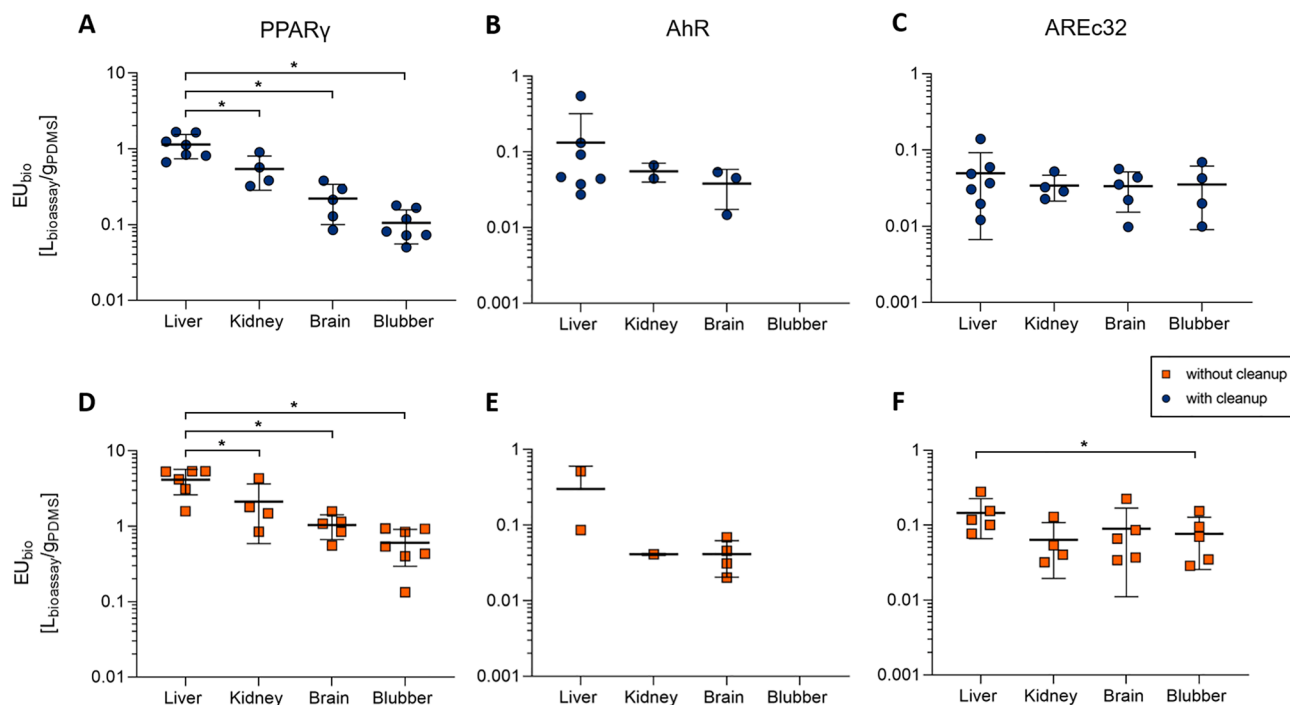 A PPARγ
B AhR
C AREc32
EUbio
[Lbioassay/gPDMS]
10
1
0.1
0.01
* 
*
*
Liver Kidney Brain Blubber
1
0.1
0.01
0.001
Liver Kidney Brain Blubber
1
0.1
0.01
0.001
Liver Kidney Brain Blubber
without cleanup
with cleanup
D
E
F
EUbio
[Lbioassay/gPDMS]
10
1
0.1
0.01
*
*
*
Liver Kidney Brain Blubber
1
0.1
0.01
0.001
Liver Kidney Brain Blubber
1
0.1
0.01
0.001
*
Liver Kidney Brain Blubber